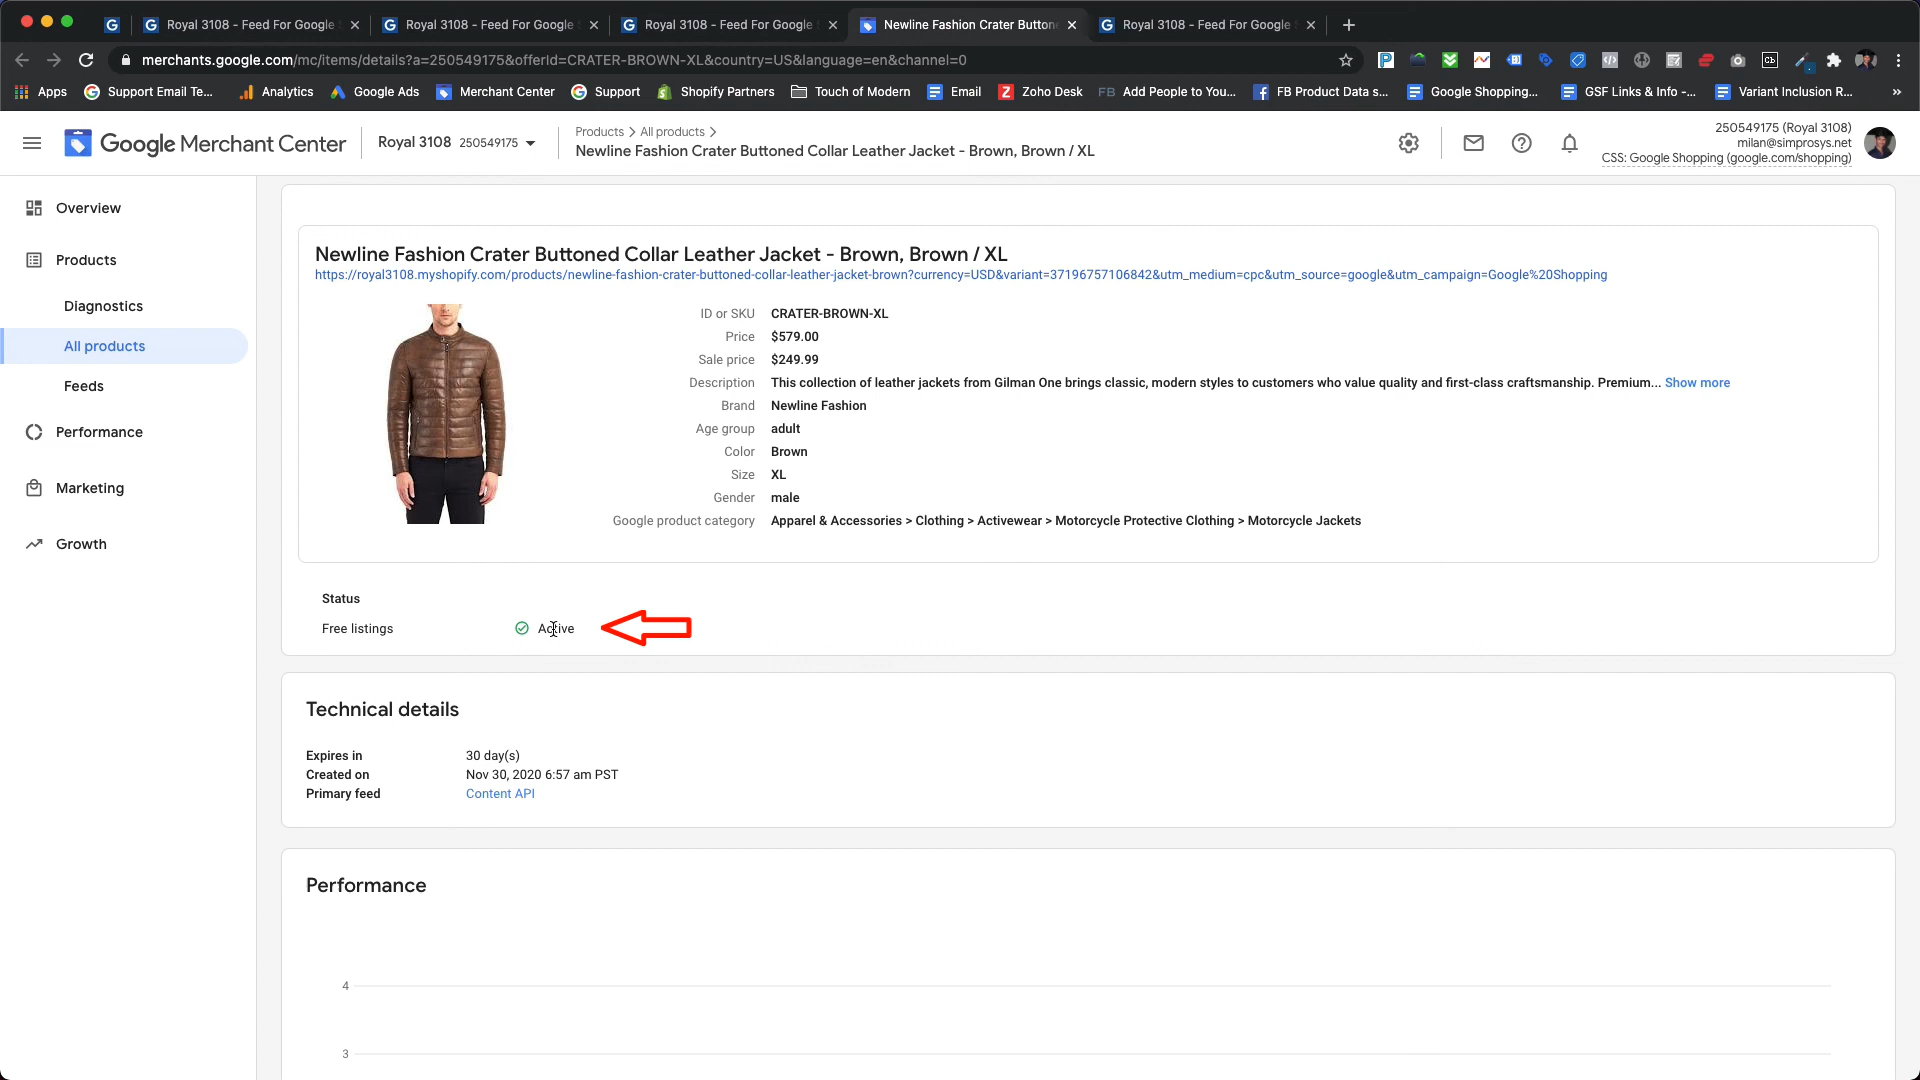 Royal 3108 - Feed For Google
Royal 3108 - Feed For Google
Royal 3108 - Feed For Google
Newline Fashion Crater Button
Royal 3108 - Feed For Google
merchants.google.com/mc/items/details?a=250549175&offerId=CRATER-BROWN-XL&country=US&language=en&channel=0
Apps
Support Email Te...
Analytics
Google Ads
Merchant Center
Support
Shopify Partners
Touch of Modern
Email
Zoho Desk
FB Add People to You...
FB Product Data s...
Google Shopping...
GSF Links & Info -...
Variant Inclusion R...
»
Google Merchant Center
Royal 3108 250549175
Products > All products >
Newline Fashion Crater Buttoned Collar Leather Jacket - Brown, Brown / XL
250549175 (Royal 3108)
milan@simprosys.net
CSS: Google Shopping (google.com/shopping)
Overview
Products
Diagnostics
All products
Feeds
Performance
Marketing
Growth
Newline Fashion Crater Buttoned Collar Leather Jacket - Brown, Brown / XL
https://royal3108.myshopify.com/products/newline-fashion-crater-buttoned-collar-leather-jacket-brown?currency=USD&variant=37196757106842&utm_medium=cpc&utm_source=google&utm_campaign=Google%20Shopping
ID or SKU CRATER-BROWN-XL
Price $579.00
Sale price $249.99
Description This collection of leather jackets from Gilman One brings classic, modern styles to customers who value quality and first-class craftsmanship. Premium... Show more
Brand Newline Fashion
Age group adult
Color Brown
Size XL
Gender male
Google product category Apparel & Accessories > Clothing > Activewear > Motorcycle Protective Clothing > Motorcycle Jackets
Status
Free listings Active
Technical details
Expires in 30 day(s)
Created on Nov 30, 2020 6:57 am PST
Primary feed Content API
Performance
4
3